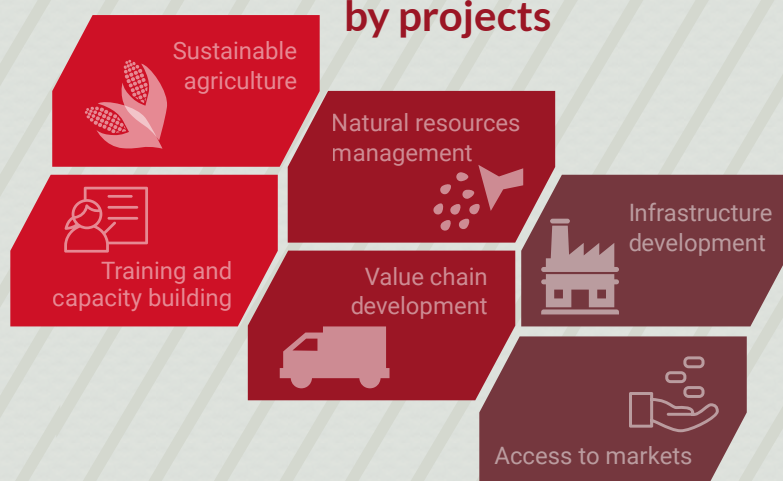 by projects
Sustainable
agriculture
Natural resources
management
Training and
capacity building
Value chain
development
Infrastructure
development
Access to markets